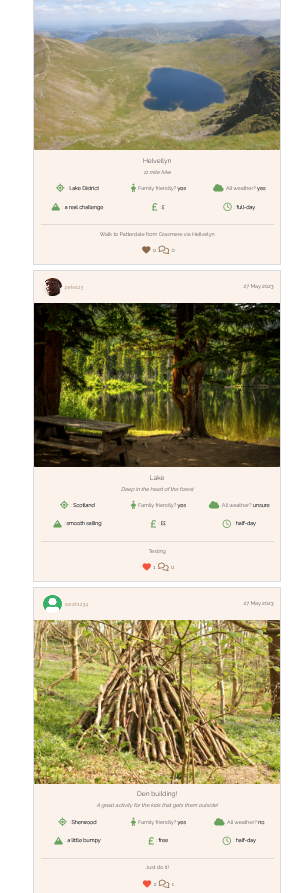 Helvellyn
11 mile hike
Lake District
Family friendly? yes
All weather? yes
a real challenge
£
full-day
Walk to Patterdale from Grasmere via Helvellyn
0 0
pete123
27 May 2023
Lake
Deep in the heart of the forest
Scotland
Family friendly? yes
All weather? unsure
smooth sailing
££
half-day
Testing
1 0
sarah1234
27 May 2023
Den building!
A great activity for the kids that gets them outside!
Sherwood
Family friendly? yes
All weather? no
a little bumpy
free
half-day
Just do it!
2 1